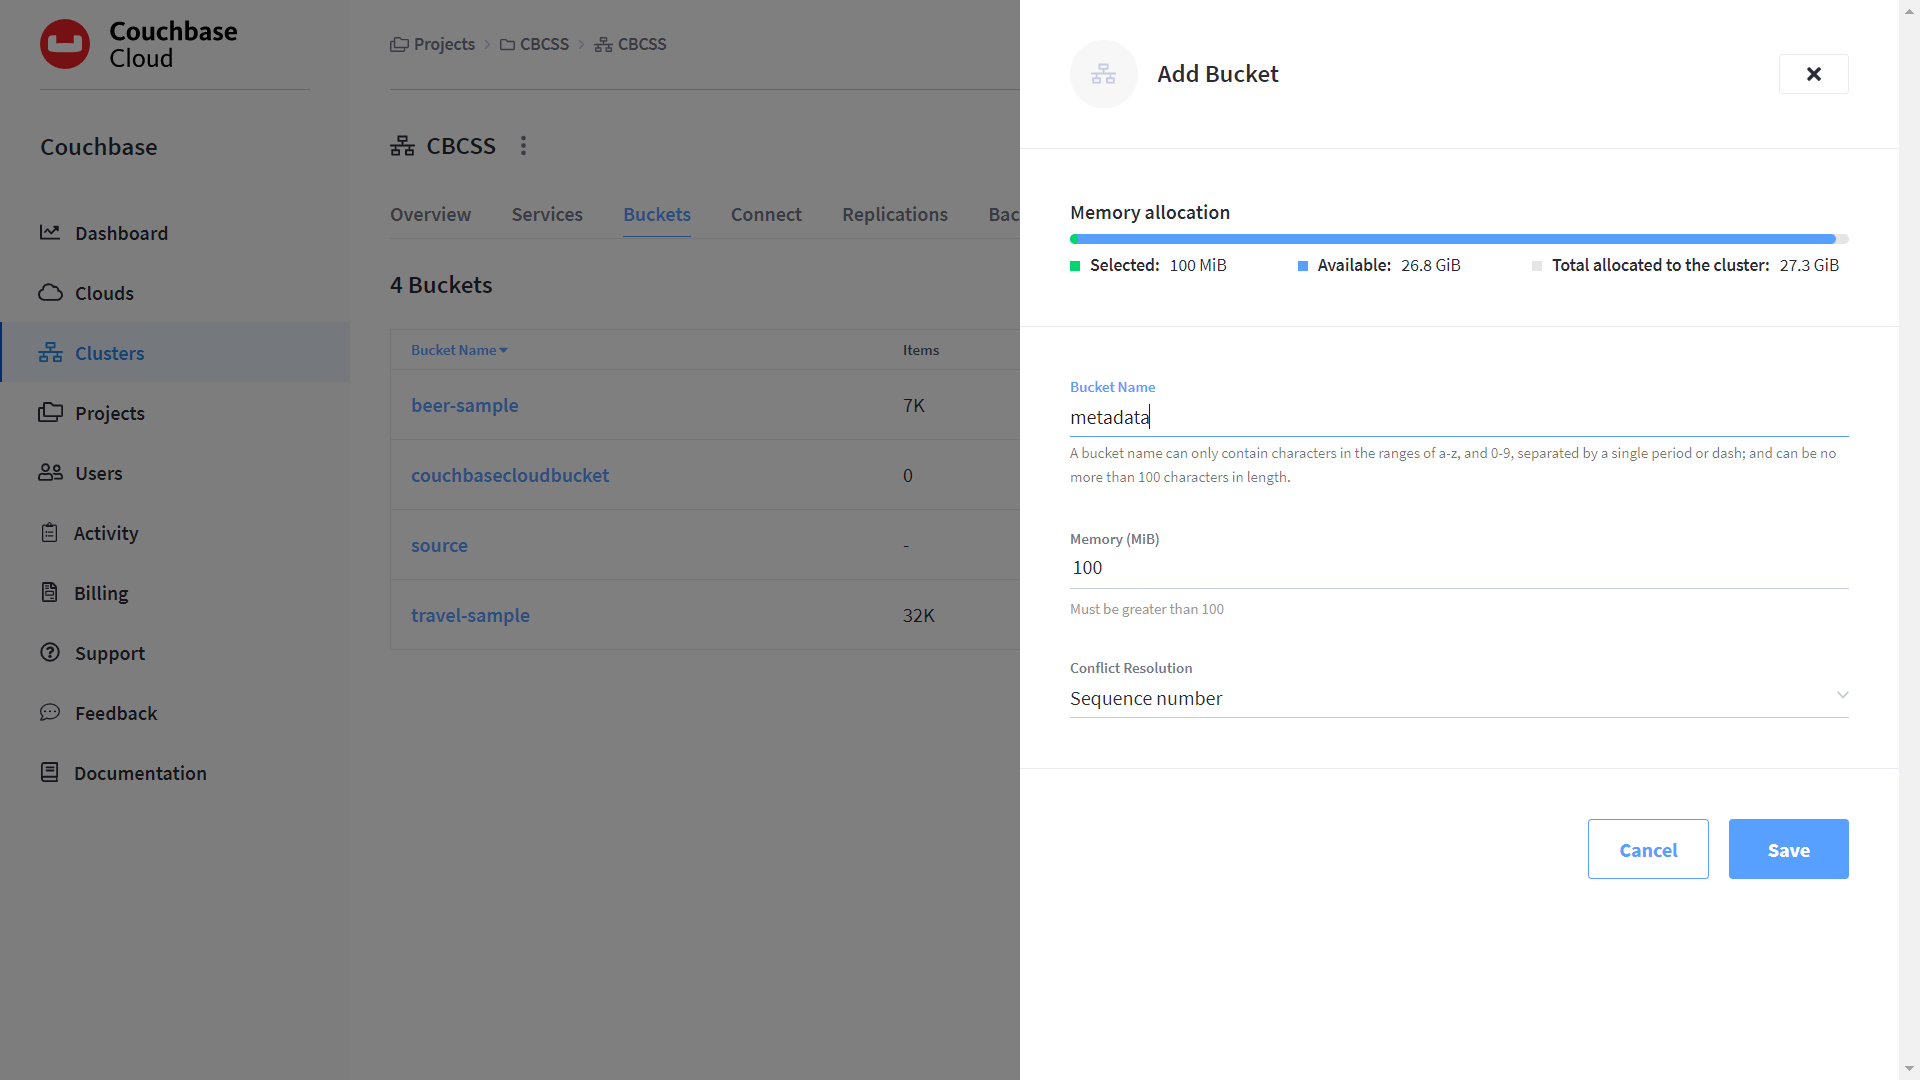 Couchbase
Cloud
Couchbase
Dashboard
Clouds
Clusters
Projects
Users
Activity
Billing
Support
Feedback
Documentation
Projects > CBCSS > CBCSS
CBCSS
Overview Services Buckets Connect Replications Bac
4 Buckets
Bucket Name Items
beer-sample 7K
couchbasecloudbucket 0
source -
travel-sample 32K
Add Bucket
Memory allocation
Selected: 100 MiB Available: 26.8 GiB Total allocated to the cluster: 27.3 GiB
Bucket Name
metadata
A bucket name can only contain characters in the ranges of a-z, and 0-9, separated by a single period or dash; and can be no
more than 100 characters in length.
Memory (MiB)
100
Must be greater than 100
Conflict Resolution
Sequence number
Cancel Save